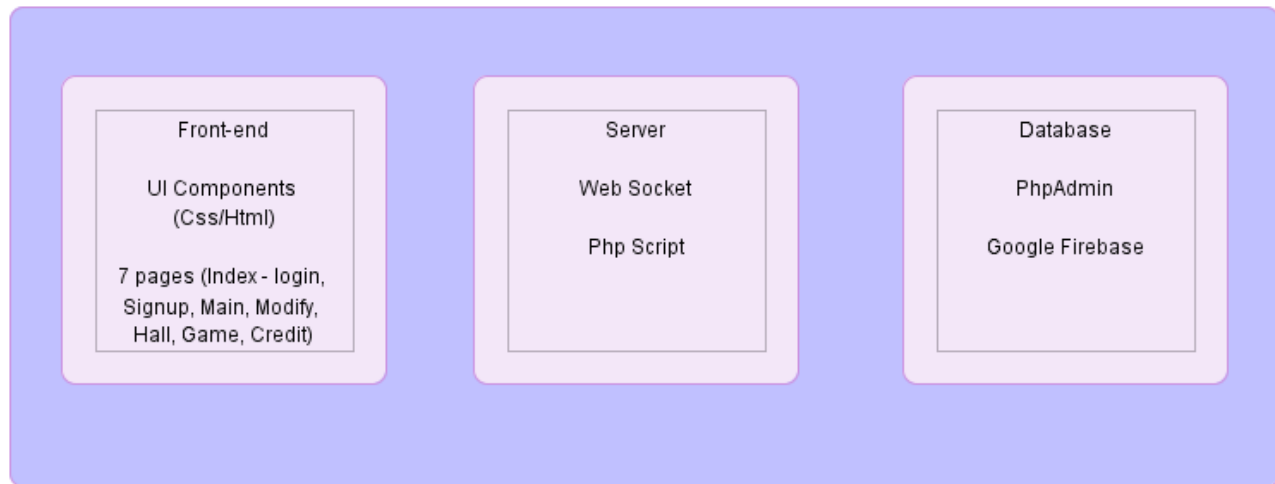 Front-end
UI Components
(Css/Html)
7 pages (Index - login,
Signup, Main, Modify,
Hall, Game, Credit)
Server
Web Socket
Php Script
Database
PhpAdmin
Google Firebase